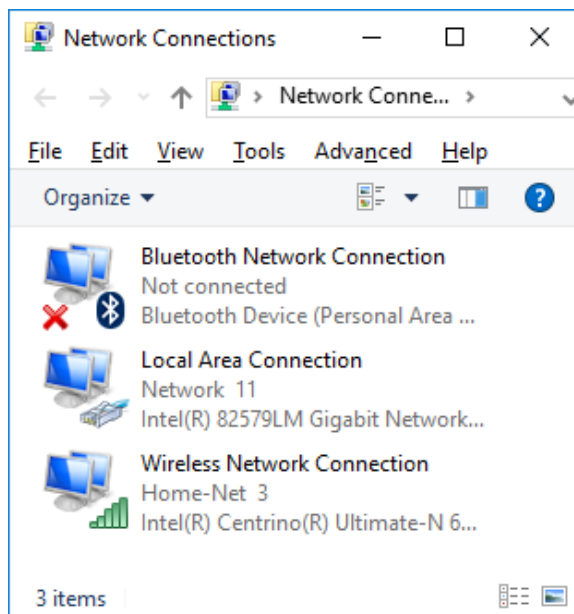 Network Connections
Network Conne...
File Edit View Tools Advanced Help
Organize
Bluetooth Network Connection
Not connected
Bluetooth Device (Personal Area ...
Local Area Connection
Network 11
Intel(R) 82579LM Gigabit Network...
Wireless Network Connection
Home-Net 3
Intel(R) Centrino(R) Ultimate-N 6...
3 items